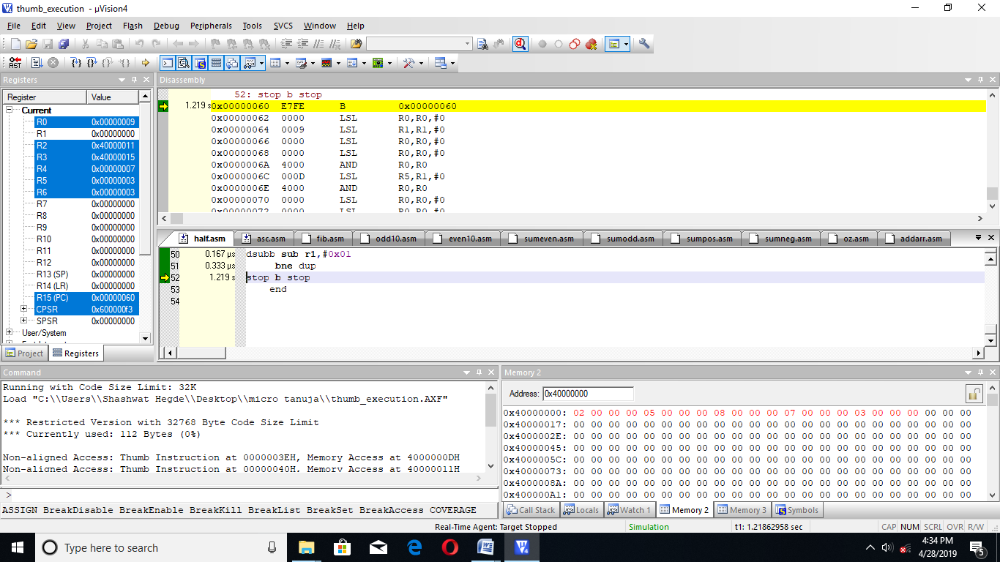 thumb_execution - µVision4
File Edit View Project Flash Debug Peripherals Tools SVCS Window Help
RST
Registers
Register Value
Current
R0 0x00000009
R1 0x00000000
R2 0x40000011
R3 0x40000015
R4 0x00000007
R5 0x00000003
R6 0x00000003
R7 0x00000000
R8 0x00000000
R9 0x00000000
R10 0x00000000
R11 0x00000000
R12 0x00000000
R13 (SP) 0x00000000
R14 (LR) 0x00000000
R15 (PC) 0x00000060
CPSR 0x600000f3
SPSR 0x00000000
User/System
Project Registers
Disassembly
52: stop b stop
1.219 s 0x00000060 E7FE B 0x00000060
0x00000062 0000 LSL R0,R0,#0
0x00000064 0009 LSL R1,R1,#0
0x00000066 0000 LSL R0,R0,#0
0x00000068 0000 LSL R0,R0,#0
0x0000006A 4000 AND R0,R0
0x0000006C 000D LSL R5,R1,#0
0x0000006E 4000 AND R0,R0
0x00000070 0000 LSL R0,R0,#0
0x00000072 0000 LSL R0,R0,#0
half.asm asc.asm fib.asm odd10.asm even10.asm sumeven.asm sumodd.asm sumpos.asm sumneg.asm oz.asm addarr.asm
50 0.167 µs dsubb sub r1,#0x01
51 0.333 µs bne dup
52 1.219 s stop b stop
53 end
54
Command
Running with Code Size Limit: 32K
Load "C:\\Users\\Shashwat Hegde\\Desktop\\micro tanuja\\thumb_execution.AXF"
*** Restricted Version with 32768 Byte Code Size Limit
*** Currently used: 112 Bytes (0%)
Non-aligned Access: Thumb Instruction at 0000003EH, Memory Access at 4000000DH
Non-aligned Access: Thumb Instruction at 00000040H, Memory Access at 40000011H
>
ASSIGN BreakDisable BreakEnable BreakKill BreakList BreakSet BreakAccess COVERAGE
Memory 2
Address: 0x40000000
0x40000000: 02 00 00 00 05 00 00 00 08 00 00 00 07 00 00 00 03 00 00 00 00 00 00
0x40000017: 00 00 00 00 00 00 00 00 00 00 00 00 00 00 00 00 00 00 00 00 00 00 00
0x4000002E: 00 00 00 00 00 00 00 00 00 00 00 00 00 00 00 00 00 00 00 00 00 00 00
0x40000045: 00 00 00 00 00 00 00 00 00 00 00 00 00 00 00 00 00 00 00 00 00 00 00
0x4000005C: 00 00 00 00 00 00 00 00 00 00 00 00 00 00 00 00 00 00 00 00 00 00 00
0x40000073: 00 00 00 00 00 00 00 00 00 00 00 00 00 00 00 00 00 00 00 00 00 00 00
0x4000008A: 00 00 00 00 00 00 00 00 00 00 00 00 00 00 00 00 00 00 00 00 00 00 00
0x400000A1: 00 00 00 00 00 00 00 00 00 00 00 00 00 00 00 00 00 00 00 00 00 00 00
Call Stack Locals Watch 1 Memory 2 Memory 3 Symbols
Real-Time Agent: Target Stopped Simulation t1: 1.21862958 sec CAP NUM SCRL OVR R/W
Type here to search
4:34 PM
4/28/2019
5